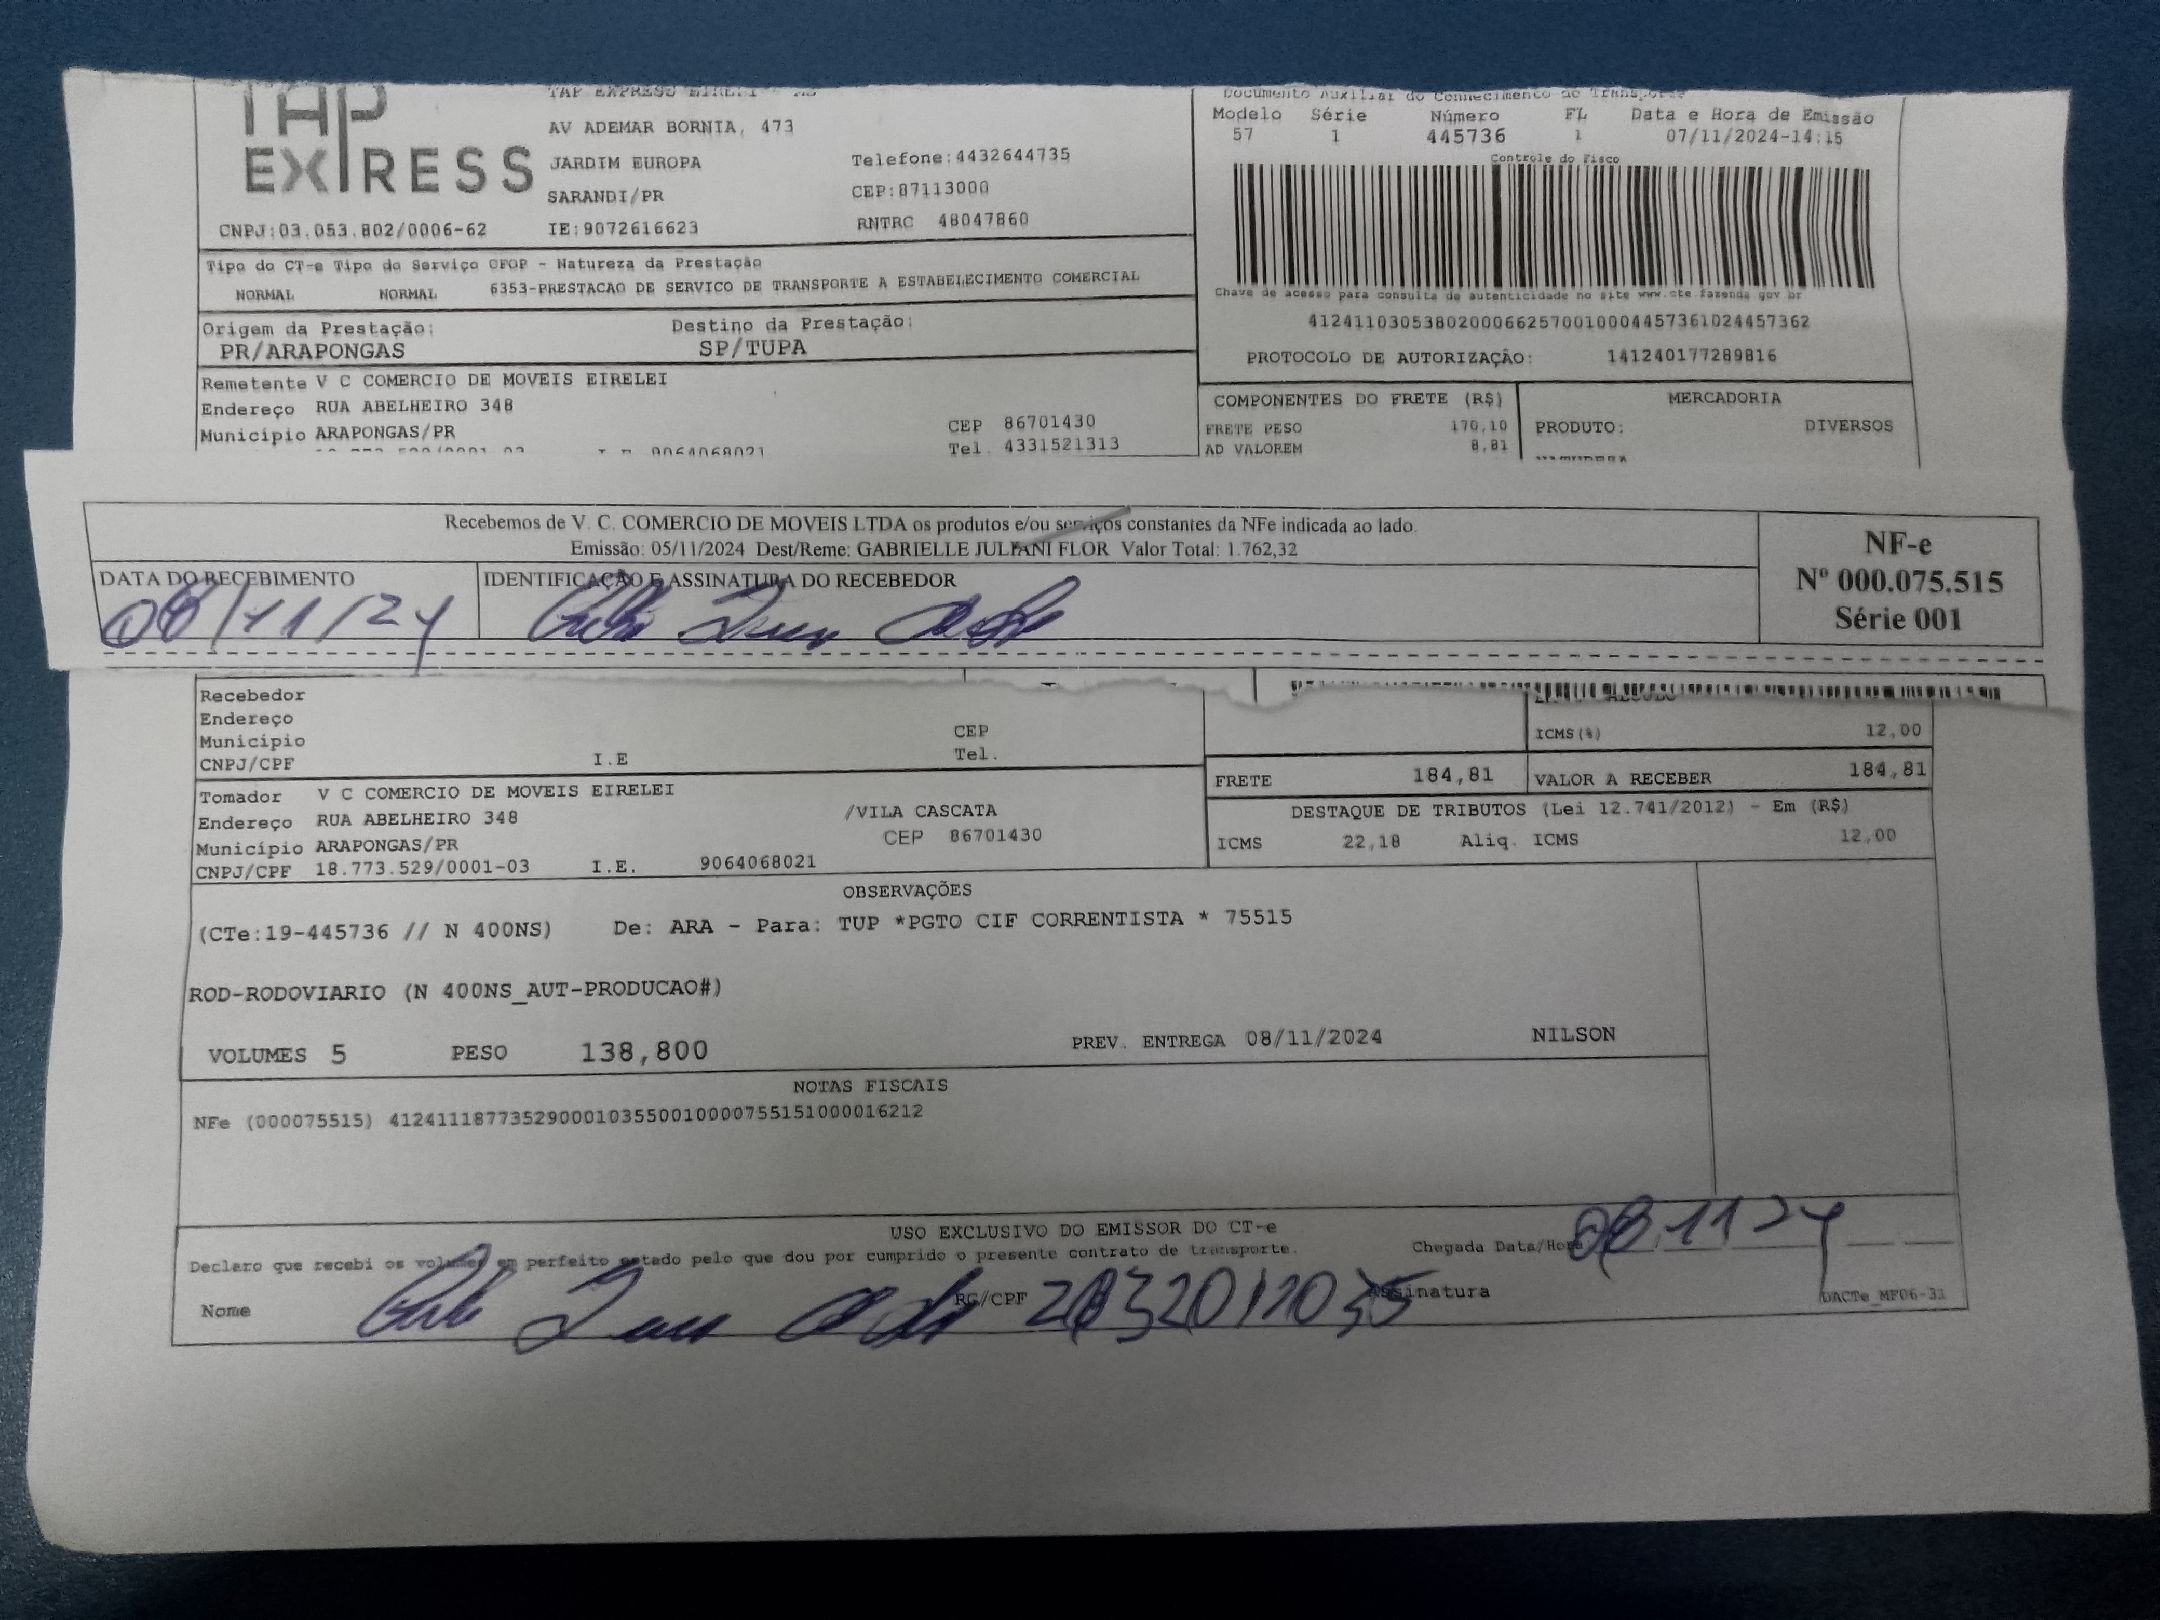 TAP
EXPRESS
TAP EXPRESS EIRELI
AV ADEMAR BORNIA, 473
JARDIM EUROPA Telefone:4432644735
SARANDI/PR CEP:87113000
CNPJ:03.053.802/0006-62 IE:9072616623 RNTRC 48047860
Documento Auxiliar do Conhecimento de Transporte
Modelo Série Número FL Data e Hora de Emissão
57 1 445736 1 07/11/2024-14:15
Controle do Fisco
Tipo do CT-e Tipo do Serviço CFOP - Natureza da Prestação
NORMAL NORMAL 6353-PRESTACAO DE SERVICO DE TRANSPORTE A ESTABELECIMENTO COMERCIAL
Chave de acesso para consulta de autenticidade no site www.cte.fazenda.gov.br
41241103053802000662570010004457361024457362
PROTOCOLO DE AUTORIZAÇÃO: 141240177289816
Origem da Prestação: Destino da Prestação:
PR/ARAPONGAS SP/TUPA
Remetente V C COMERCIO DE MOVEIS EIRELEI
Endereço RUA ABELHEIRO 348
Município ARAPONGAS/PR CEP 86701430
9064068021 Tel. 4331521313
COMPONENTES DO FRETE (R$) MERCADORIA
FRETE PESO 170,10 PRODUTO: DIVERSOS
AD VALOREM 8,81
Recebemos de V. C. COMERCIO DE MOVEIS LTDA os produtos e/ou serviços constantes da NFe indicada ao lado.
Emissão: 05/11/2024 Dest/Reme: GABRIELLE JULIANI FLOR Valor Total: 1.762,32
DATA DO RECEBIMENTO IDENTIFICAÇÃO E ASSINATURA DO RECEBEDOR
08/11/24
NF-e
Nº 000.075.515
Série 001
Recebedor
Endereço
Município CEP
CNPJ/CPF I.E Tel.
ICMS(%) 12,00
FRETE 184,81 VALOR A RECEBER 184,81
Tomador V C COMERCIO DE MOVEIS EIRELEI
Endereço RUA ABELHEIRO 348 /VILA CASCATA
Município ARAPONGAS/PR CEP 86701430
CNPJ/CPF 18.773.529/0001-03 I.E. 9064068021
DESTAQUE DE TRIBUTOS (Lei 12.741/2012) - Em (R$)
ICMS 22,18 Aliq. ICMS 12,00
OBSERVAÇÕES
(CTe:19-445736 // N 400NS) De: ARA - Para: TUP *PGTO CIF CORRENTISTA * 75515
ROD-RODOVIARIO (N 400NS_AUT-PRODUCAO#)
VOLUMES 5 PESO 138,800 PREV. ENTREGA 08/11/2024 NILSON
NOTAS FISCAIS
NFe (000075515) 41241118773529000103550010000755151000016212
USO EXCLUSIVO DO EMISSOR DO CT-e
Declaro que recebi os volumes em perfeito estado pelo que dou por cumprido o presente contrato de transporte. Chegada Data/Hora 08 11 24
Nome RG/CPF Assinatura DACTe_MF06-31